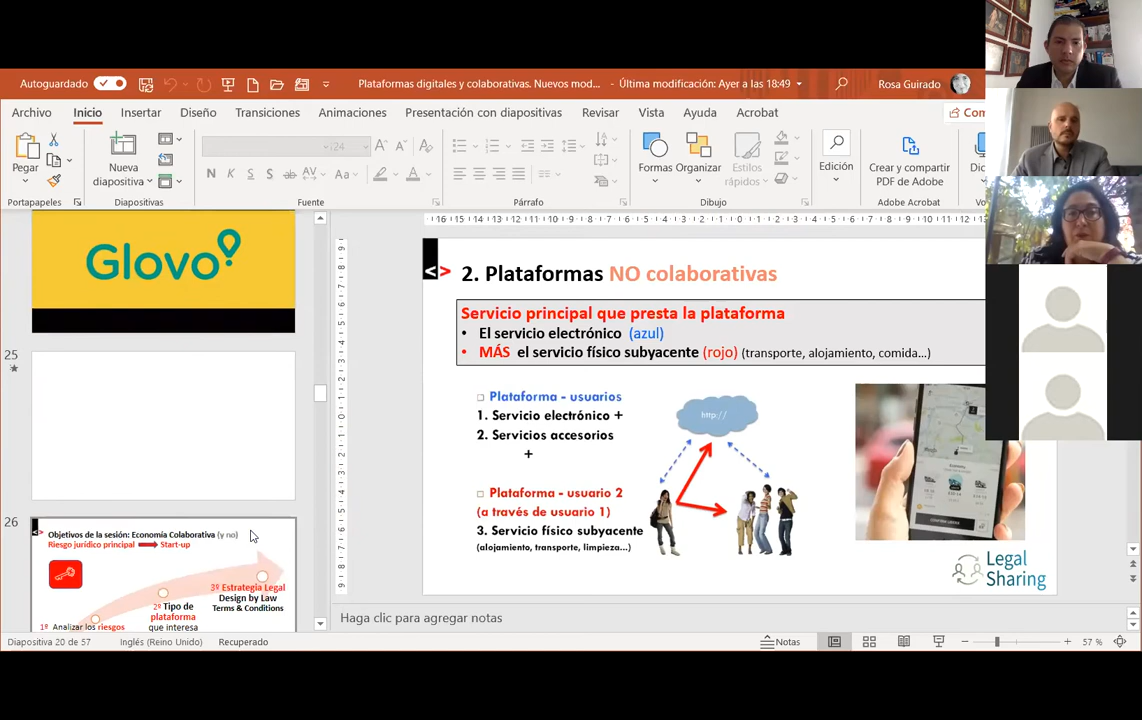 Autoguardado
Plataformas digitales y colaborativas. Nuevos mod... - Última modificación: Ayer a las 18:49
Rosa Guirado
Archivo Inicio Insertar Diseño Transiciones Animaciones Presentación con diapositivas Revisar Vista Ayuda Acrobat Com
Pegar
Nueva
diapositiva
24
N K S S ab AV Aa A
Formas
Organizar
Estilos
rápidos
Edición
Crear y compartir
PDF de Adobe
Dic
Portapapeles
Diapositivas
Fuente
Párrafo
Dibujo
Adobe Acrobat
Vo
Glovo
25
26
Objetivos de la sesión: Economía Colaborativa (y no)
Riesgo jurídico principal Start-up
3º Estrategia Legal
Design by Law
Terms & Conditions
2º Tipo de
plataforma
que interesa
1º Analizar los riesgos
<> 2. Plataformas NO colaborativas
Servicio principal que presta la plataforma
• El servicio electrónico (azul)
• MÁS el servicio físico subyacente (rojo) (transporte, alojamiento, comida...)
Plataforma - usuarios
1. Servicio electrónico +
2. Servicios accesorios
+
Plataforma - usuario 2
(a través de usuario 1)
3. Servicio físico subyacente
(alojamiento, transporte, limpieza...)
http://
Legal
Sharing
Haga clic para agregar notas
Diapositiva 20 de 57 Inglés (Reino Unido) Recuperado
Notas
57 %